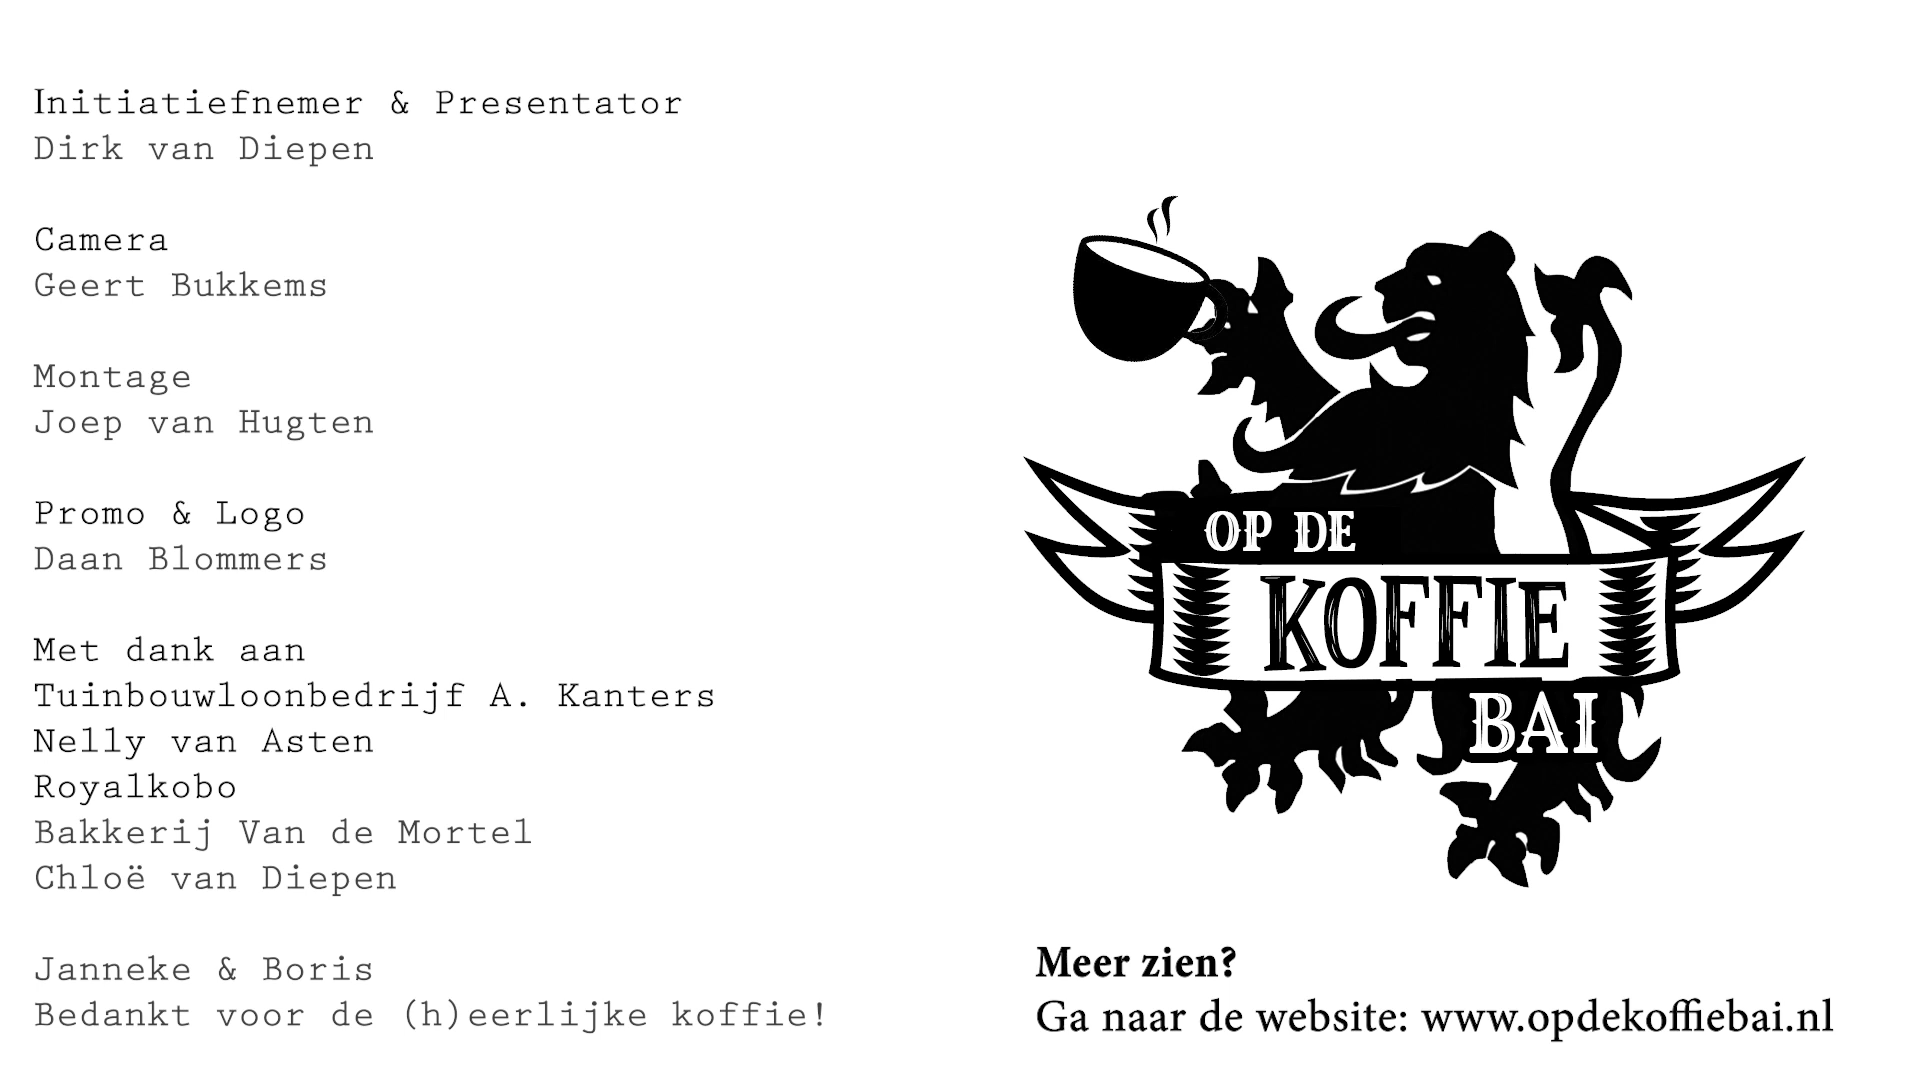 Initiatiefnemer & Presentator
Dirk van Diepen
Camera
Geert Bukkems
Montage
Joep van Hugten
Promo & Logo
Daan Blommers
Met dank aan
Tuinbouwloonbedrijf A. Kanters
Nelly van Asten
Royalkobo
Bakkerij Van de Mortel
Chloë van Diepen
Janneke & Boris
Bedankt voor de (h)eerlijke koffie!
OP DE
KOFFIE
BAI
Meer zien?
Ga naar de website: www.opdekoffiebai.nl